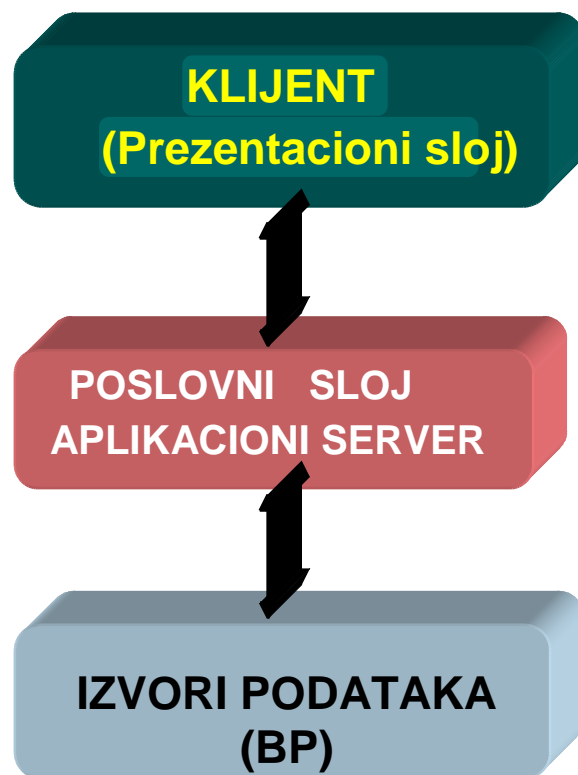 KLIJENT
(Prezentacioni sloj)
POSLOVNI SLOJ
APLIKACIONI SERVER
IZVORI PODATAKA
(BP)